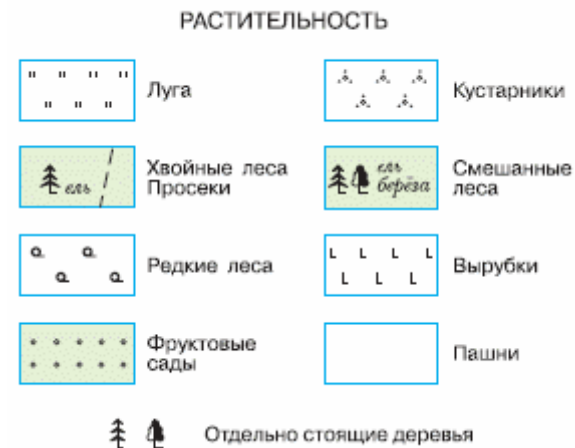 РАСТИТЕЛЬНОСТЬ
Луга
Кустарники
ель
Хвойные леса
Просеки
ель
берёза
Смешанные
леса
Редкие леса
Вырубки
Фруктовые
сады
Пашни
Отдельно стоящие деревья